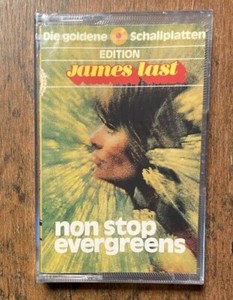 Die goldene Schallplatten
EDITION
james last
non stop
evergreens